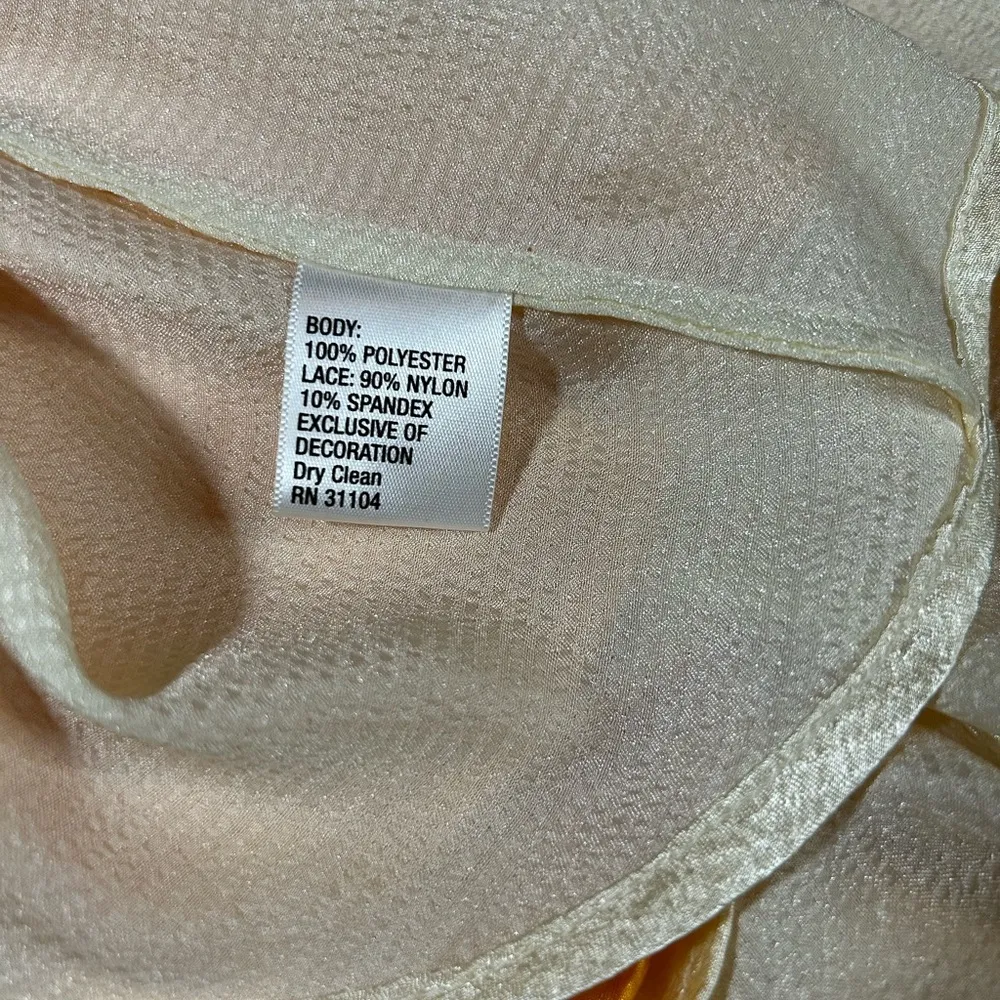 BODY:
100% POLYESTER
LACE: 90% NYLON
10% SPANDEX
EXCLUSIVE OF
DECORATION
Dry Clean
RN 31104